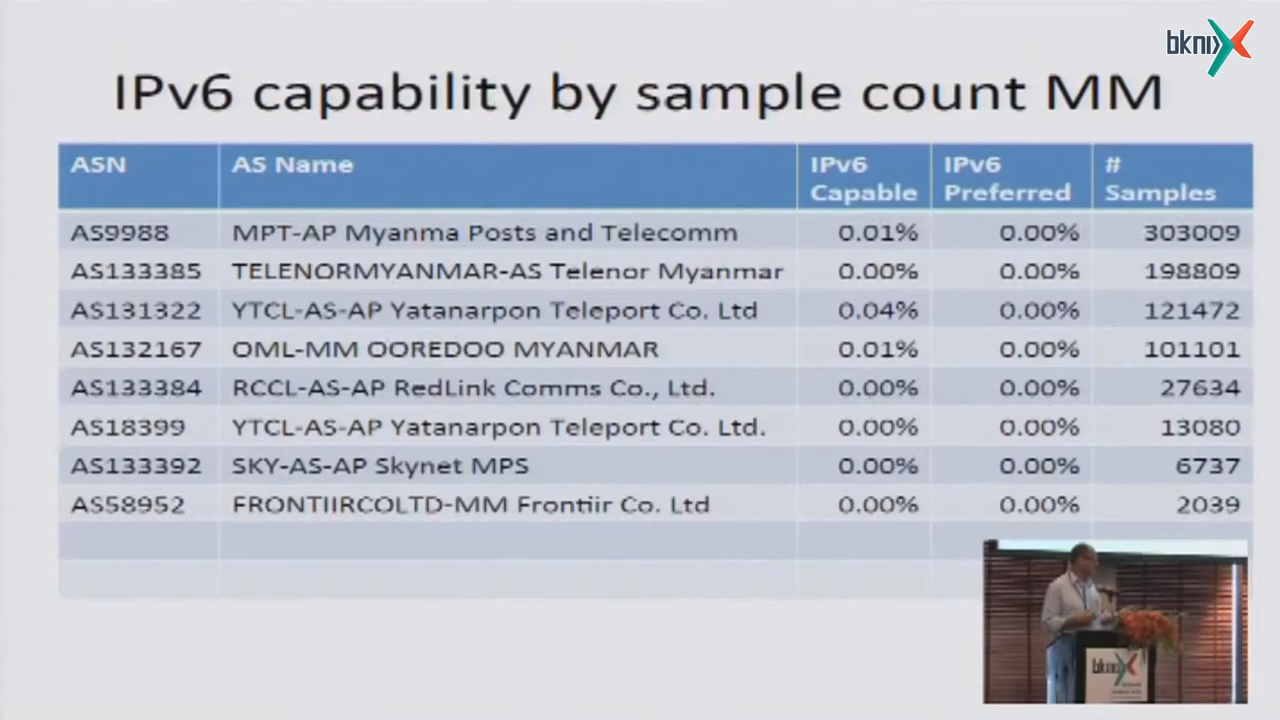 bknix
IPv6 capability by sample count MM
ASN AS Name IPv6 Capable IPv6 Preferred # Samples
AS9988 MPT-AP Myanma Posts and Telecomm 0.01% 0.00% 303009
AS133385 TELENORMYANMAR-AS Telenor Myanmar 0.00% 0.00% 198809
AS131322 YTCL-AS-AP Yatanarpon Teleport Co. Ltd 0.04% 0.00% 121472
AS132167 OML-MM OOREDOO MYANMAR 0.01% 0.00% 101101
AS133384 RCCL-AS-AP RedLink Comms Co., Ltd. 0.00% 0.00% 27634
AS18399 YTCL-AS-AP Yatanarpon Teleport Co. Ltd. 0.00% 0.00% 13080
AS133392 SKY-AS-AP Skynet MPS 0.00% 0.00% 6737
AS58952 FRONTIIRCOLTD-MM Frontiir Co. Ltd 0.00% 0.00% 2039
bknix